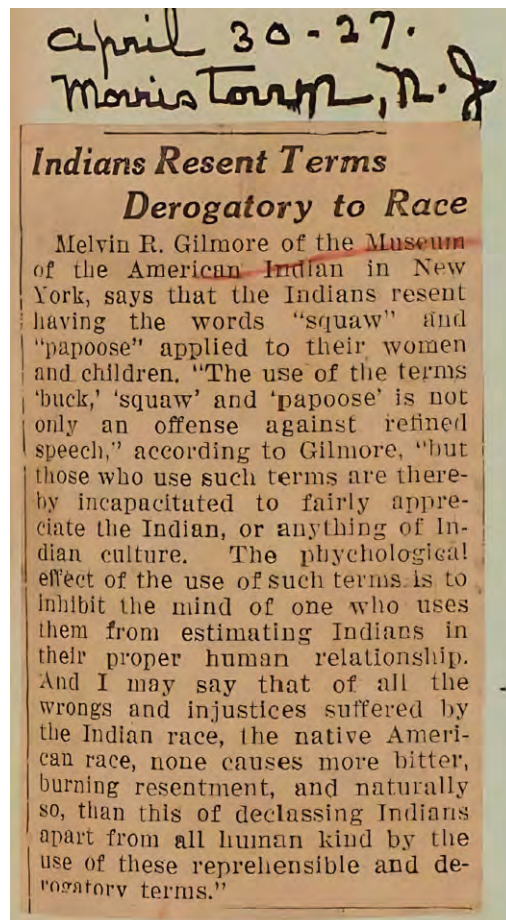 April 30-27.
Morristown, N.J
Indians Resent Terms
Derogatory to Race
Melvin R. Gilmore of the Museum
of the American Indian in New
York, says that the Indians resent
having the words "squaw" and
"papoose" applied to their women
and children. "The use of the terms
'buck,' 'squaw' and 'papoose' is not
only an offense against refined
speech," according to Gilmore, "but
those who use such terms are there-
by incapacitated to fairly appre-
ciate the Indian, or anything of In-
dian culture. The phychological
effect of the use of such terms is to
inhibit the mind of one who uses
them from estimating Indians in
their proper human relationship.
And I may say that of all the
wrongs and injustices suffered by
the Indian race, the native Ameri-
can race, none causes more bitter,
burning resentment, and naturally
so, than this of declassing Indians
apart from all human kind by the
use of these reprehensible and de-
rogatory terms."